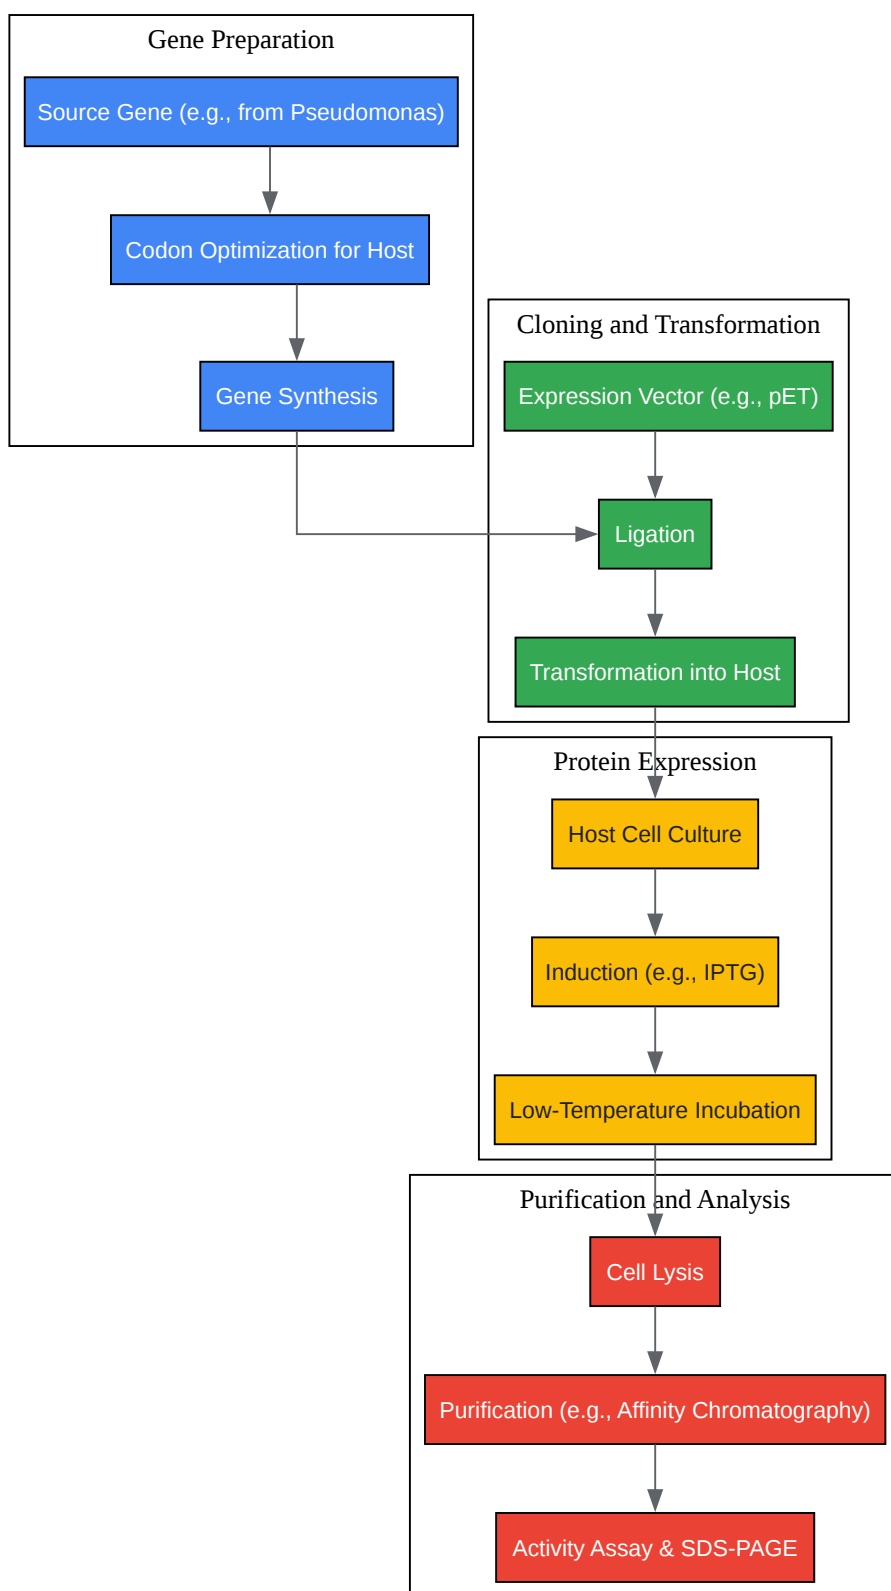 Gene Preparation
Source Gene (e.g., from Pseudomonas)
Codon Optimization for Host
Gene Synthesis
Cloning and Transformation
Expression Vector (e.g., pET)
Ligation
Transformation into Host
Protein Expression
Host Cell Culture
Induction (e.g., IPTG)
Low-Temperature Incubation
Purification and Analysis
Cell Lysis
Purification (e.g., Affinity Chromatography)
Activity Assay & SDS-PAGE